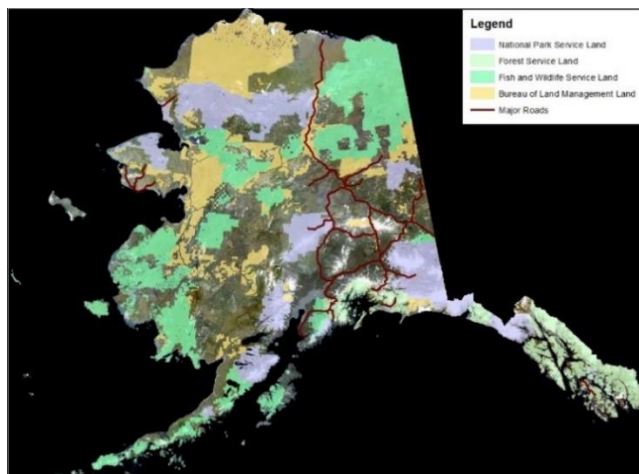 Legend
National Park Service Land
Forest Service Land
Fish and Wildlife Service Land
Bureau of Land Management Land
Major Roads